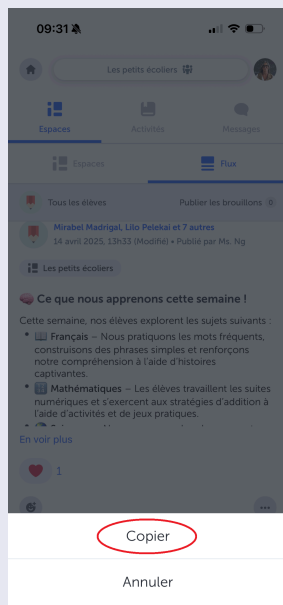 09:31
Les petits écoliers
Espaces
Activités
Messages
Espaces
Flux
Tous les élèves
Publier les brouillons 0
Mirabel Madrigal, Lilo Pelekai et 7 autres
14 avril 2025, 13h33 (Modifié) • Publié par Ms. Ng
Les petits écoliers
Ce que nous apprenons cette semaine !
Cette semaine, nos élèves explorent les sujets suivants :
• Français – Nous pratiquons les mots fréquents,
construisons des phrases simples et renforçons
notre compréhension à l'aide d'histoires
captivantes.
• Mathématiques – Les élèves travaillent les suites
numériques et s'exercent aux stratégies d'addition à
l'aide d'activités et de jeux pratiques.
En voir plus
1
Copier
Annuler